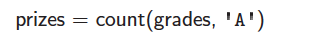 prizes = count(grades, 'A')